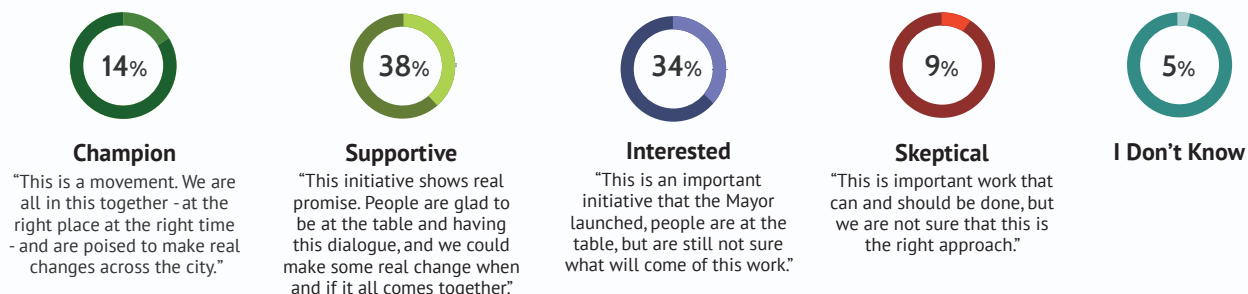 14%
38%
34%
9%
5%
Champion
“This is a movement. We are
all in this together - at the
right place at the right time
- and are poised to make real
changes across the city.”
Supportive
“This initiative shows real
promise. People are glad to
be at the table and having
this dialogue, and we could
make some real change when
and if it all comes together.”
Interested
“This is an important
initiative that the Mayor
launched, people are at the
table, but are still not sure
what will come of this work.”
Skeptical
“This is important work that
can and should be done, but
we are not sure that this is
the right approach.”
I Don’t Know